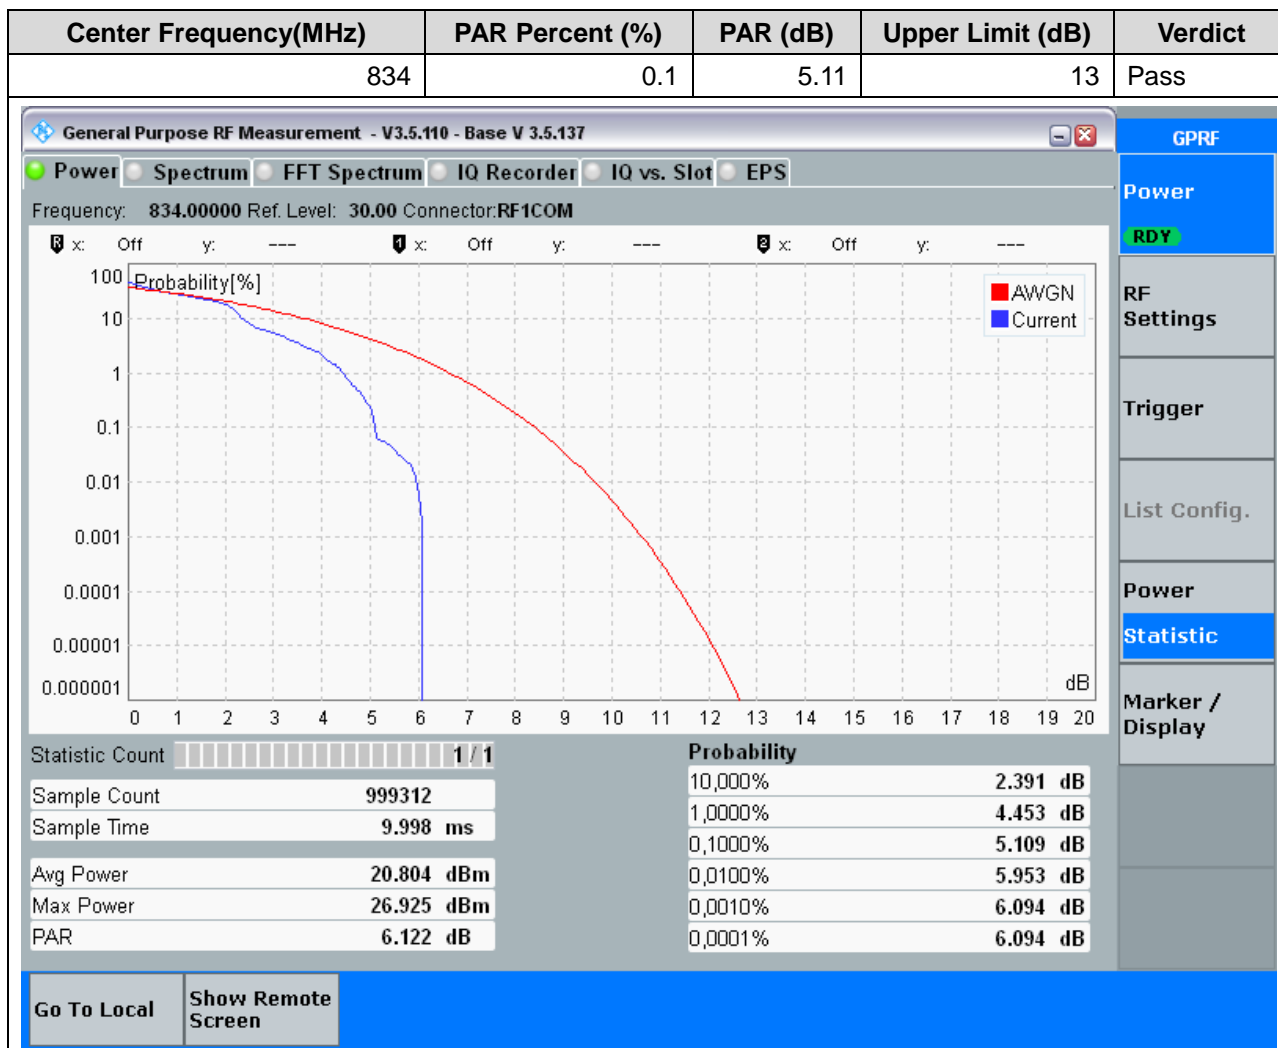 Center Frequency(MHz) PAR Percent (%) PAR (dB) Upper Limit (dB) Verdict
834 0.1 5.11 13 Pass
General Purpose RF Measurement - V3.5.110 - Base V 3.5.137
GPRF
Power Spectrum FFT Spectrum IQ Recorder IQ vs. Slot EPS
Frequency: 834.00000 Ref. Level: 30.00 Connector:RF1COM
R x: Off y: --- 1 x: Off y: --- 2 x: Off y: ---
Power
RDY
RF
Settings
Trigger
List Config.
Power
Statistic
Marker /
Display
Probability[%]
AWGN
Current
100
10
1
0.1
0.01
0.001
0.0001
0.00001
0.000001
dB
0 1 2 3 4 5 6 7 8 9 10 11 12 13 14 15 16 17 18 19 20
Statistic Count 1 / 1
Sample Count 999312
Sample Time 9.998 ms
Avg Power 20.804 dBm
Max Power 26.925 dBm
PAR 6.122 dB
Probability
10,000% 2.391 dB
1,0000% 4.453 dB
0,1000% 5.109 dB
0,0100% 5.953 dB
0,0010% 6.094 dB
0,0001% 6.094 dB
Go To Local
Show Remote
Screen